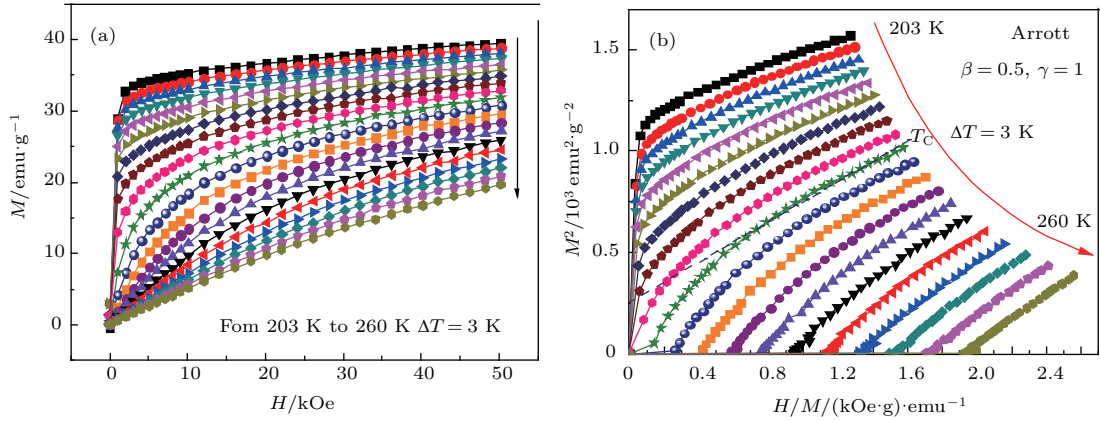 (a)
40
30
20
10
0
M/emu·g⁻¹
Fom 203 K to 260 K ΔT = 3 K
0 10 20 30 40 50
H/kOe
(b)
203 K
Arrott
β = 0.5, γ = 1
T_C
ΔT = 3 K
260 K
1.5
1.0
0.5
0
M²/10³ emu²·g⁻²
0 0.4 0.8 1.2 1.6 2.0 2.4
H/M/(kOe·g)·emu⁻¹